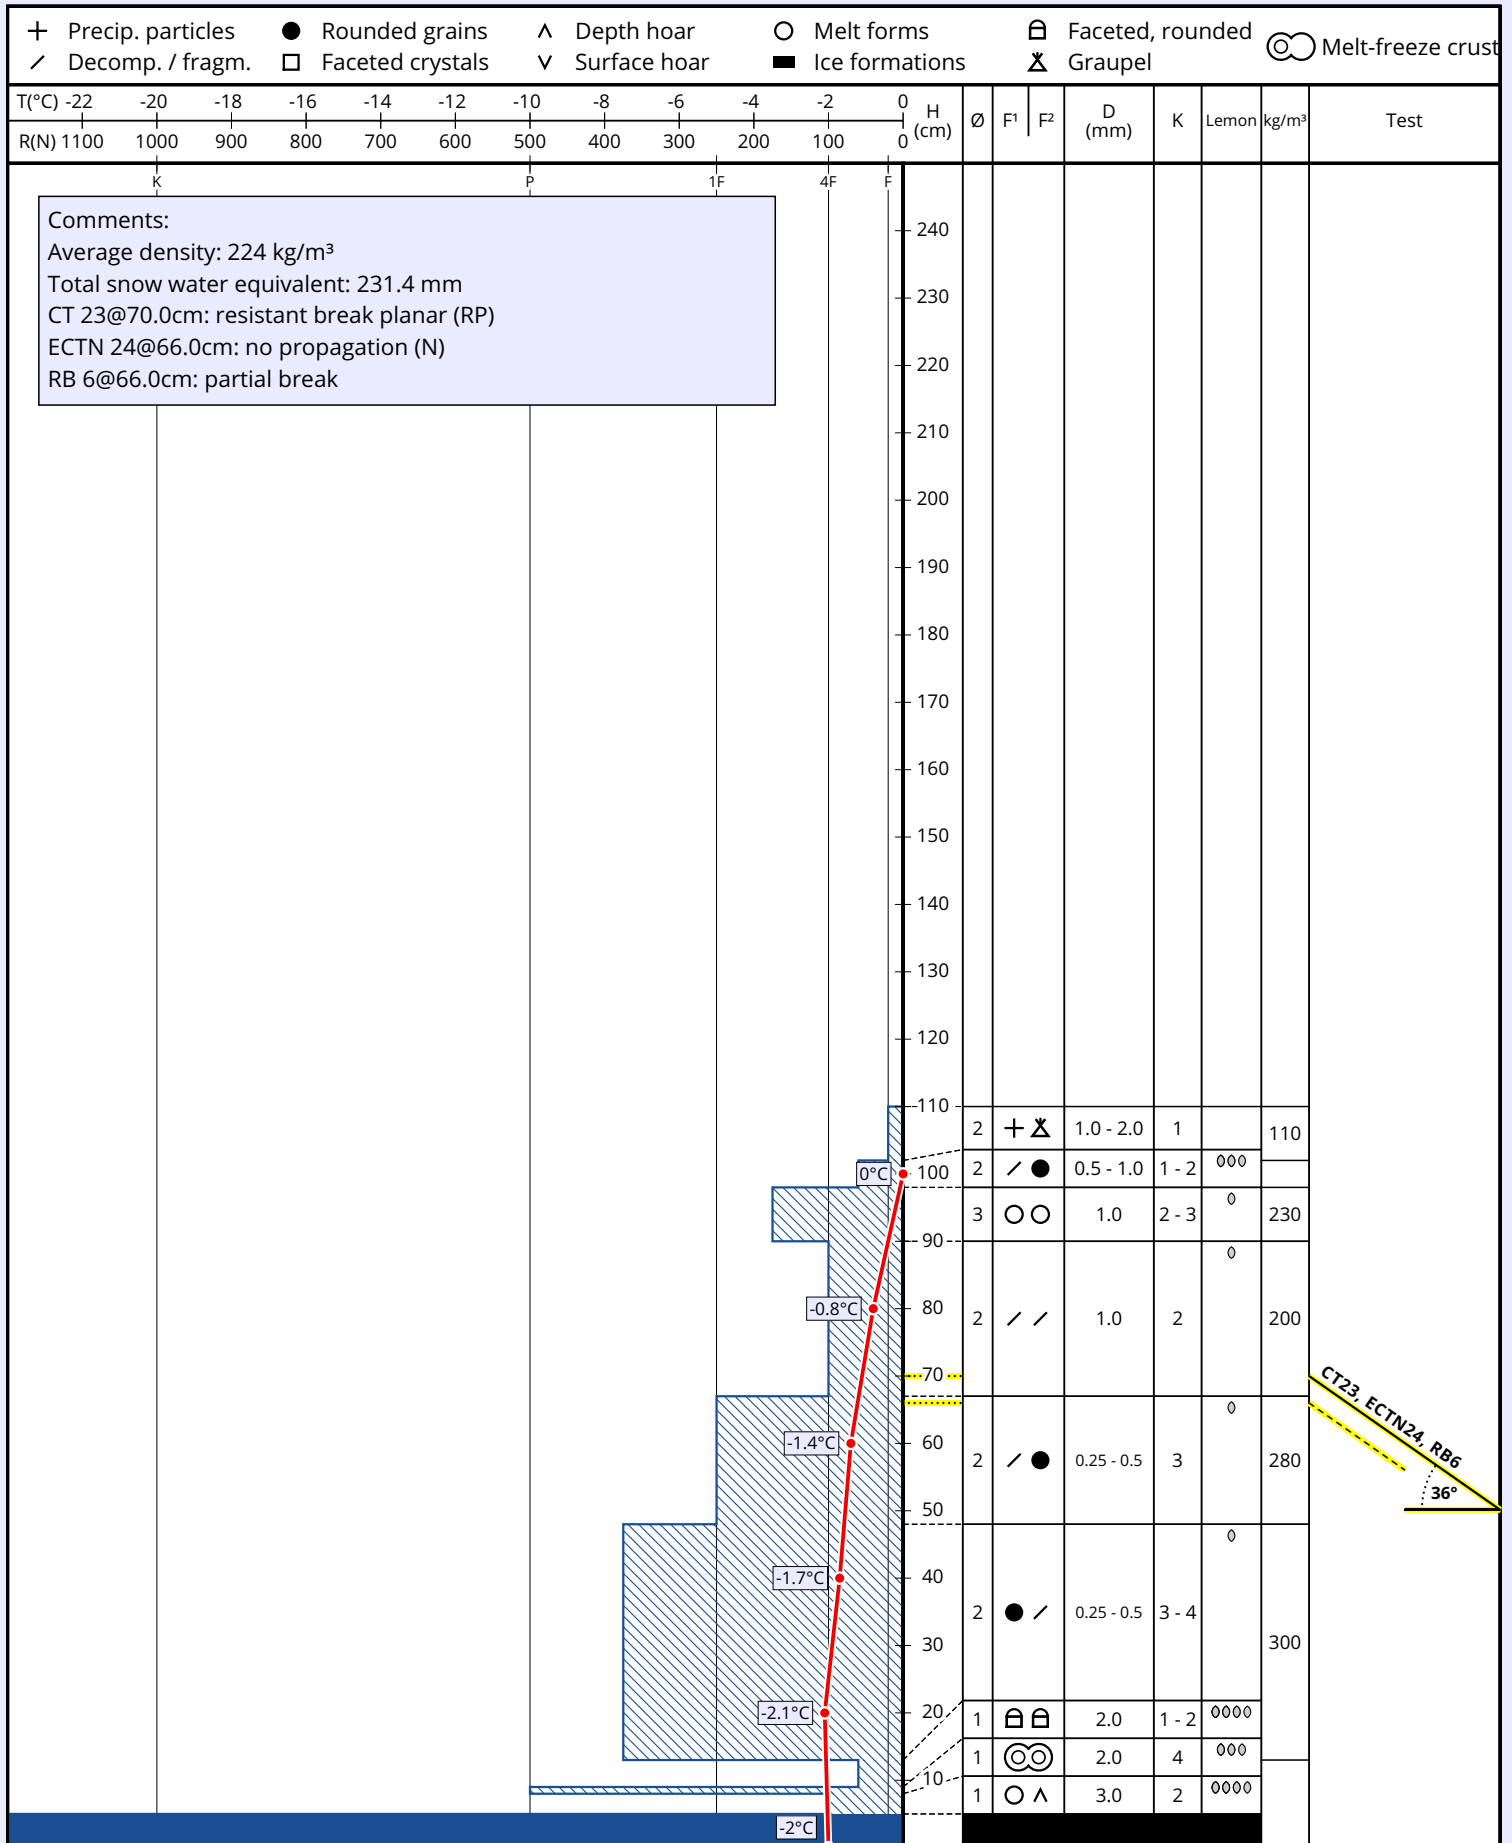 Precip. particles Rounded grains Depth hoar Melt forms Faceted, rounded Melt-freeze crust
Decomp. / fragm. Faceted crystals Surface hoar Ice formations Graupel
T(°C) -22 -20 -18 -16 -14 -12 -10 -8 -6 -4 -2 0
R(N) 1100 1000 900 800 700 600 500 400 300 200 100 0
H (cm) Ø F¹ F² D (mm) K Lemon kg/m³ Test
K P 1F 4F F
Comments:
Average density: 224 kg/m³
Total snow water equivalent: 231.4 mm
CT 23@70.0cm: resistant break planar (RP)
ECTN 24@66.0cm: no propagation (N)
RB 6@66.0cm: partial break
240
230
220
210
200
190
180
170
160
150
140
130
120
110
2 1.0 - 2.0 1 110
0°C 100 2 0.5 - 1.0 1 - 2
3 1.0 2 - 3 230
90
-0.8°C 80 2 1.0 2 200
70
CT23, ECTN24, RB6
-1.4°C 60 2 0.25 - 0.5 3 280
36°
50
-1.7°C 40
2 0.25 - 0.5 3 - 4
30 300
-2.1°C 20 1 2.0 1 - 2
1 2.0 4
10 1 3.0 2
-2°C